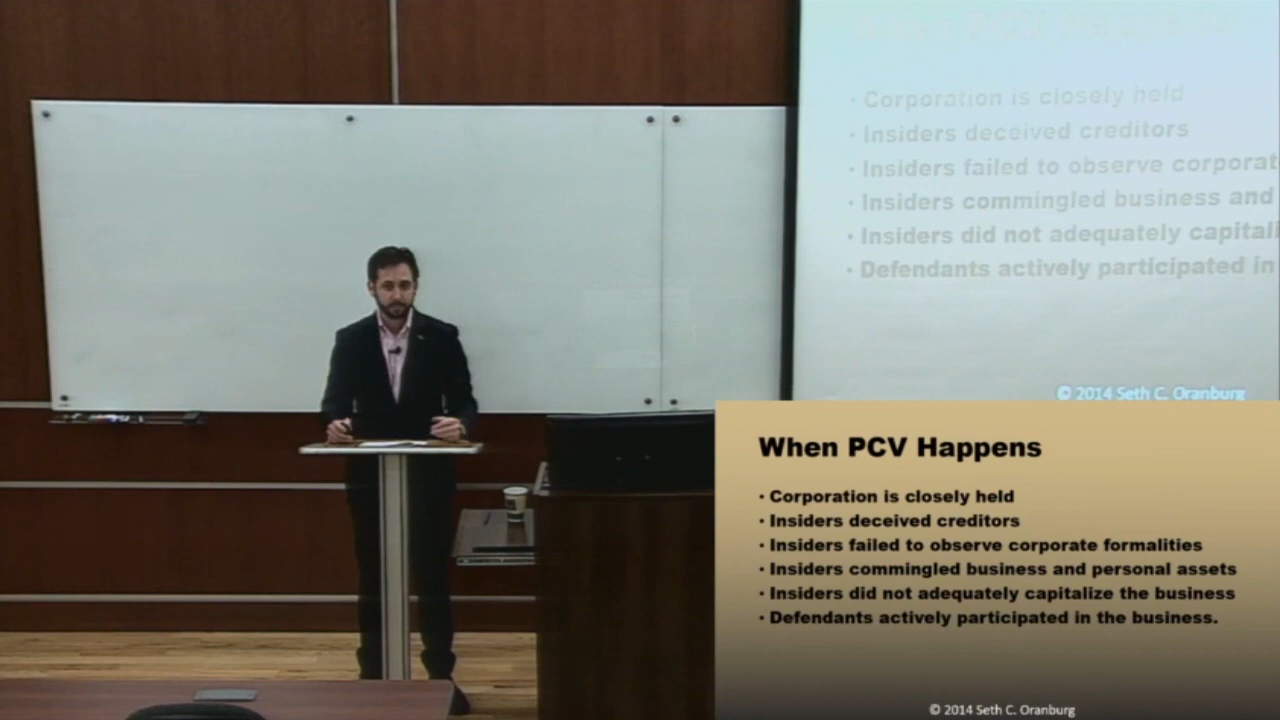 • Corporation is closely held
• Insiders deceived creditors
• Insiders failed to observe corporat
• Insiders commingled business and
• Insiders did not adequately capitali
• Defendants actively participated in
© 2014 Seth C. Oranburg
When PCV Happens
• Corporation is closely held
• Insiders deceived creditors
• Insiders failed to observe corporate formalities
• Insiders commingled business and personal assets
• Insiders did not adequately capitalize the business
• Defendants actively participated in the business.
© 2014 Seth C. Oranburg